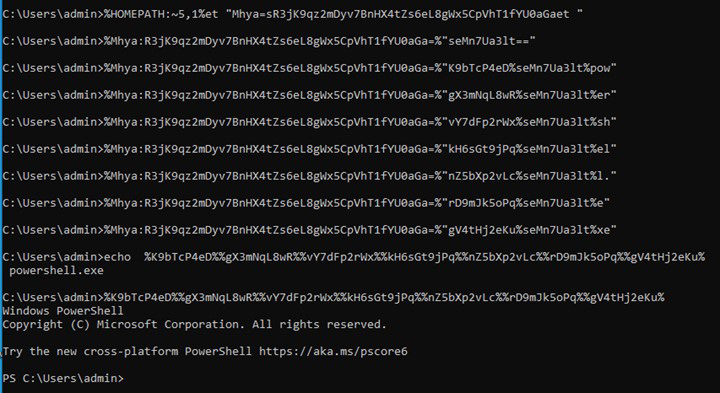 C:\Users\admin>%HOMEPATH:~5,1%et "Mhya=sR3jK9qz2mDyv7BnHX4tZs6eL8gWx5CpVhT1fYU0aGaet "
C:\Users\admin>%Mhya:R3jK9qz2mDyv7BnHX4tZs6eL8gWx5CpVhT1fYU0aGa=%"seMn7Ua3lt=="
C:\Users\admin>%Mhya:R3jK9qz2mDyv7BnHX4tZs6eL8gWx5CpVhT1fYU0aGa=%"K9bTcP4eD%seMn7Ua3lt%pow"
C:\Users\admin>%Mhya:R3jK9qz2mDyv7BnHX4tZs6eL8gWx5CpVhT1fYU0aGa=%"gX3mNqL8wR%seMn7Ua3lt%er"
C:\Users\admin>%Mhya:R3jK9qz2mDyv7BnHX4tZs6eL8gWx5CpVhT1fYU0aGa=%"vY7dFp2rWx%seMn7Ua3lt%sh"
C:\Users\admin>%Mhya:R3jK9qz2mDyv7BnHX4tZs6eL8gWx5CpVhT1fYU0aGa=%"kH6sGt9jPq%seMn7Ua3lt%el"
C:\Users\admin>%Mhya:R3jK9qz2mDyv7BnHX4tZs6eL8gWx5CpVhT1fYU0aGa=%"nZ5bXp2vLc%seMn7Ua3lt%l."
C:\Users\admin>%Mhya:R3jK9qz2mDyv7BnHX4tZs6eL8gWx5CpVhT1fYU0aGa=%"rD9mJk5oPq%seMn7Ua3lt%e"
C:\Users\admin>%Mhya:R3jK9qz2mDyv7BnHX4tZs6eL8gWx5CpVhT1fYU0aGa=%"gV4tHj2eKu%seMn7Ua3lt%xe"
C:\Users\admin>echo  %K9bTcP4eD%%gX3mNqL8wR%%vY7dFp2rWx%%kH6sGt9jPq%%nZ5bXp2vLc%%rD9mJk5oPq%%gV4tHj2eKu%
powershell.exe
C:\Users\admin>%K9bTcP4eD%%gX3mNqL8wR%%vY7dFp2rWx%%kH6sGt9jPq%%nZ5bXp2vLc%%rD9mJk5oPq%%gV4tHj2eKu%
Windows PowerShell
Copyright (C) Microsoft Corporation. All rights reserved.
Try the new cross-platform PowerShell https://aka.ms/pscore6
PS C:\Users\admin>